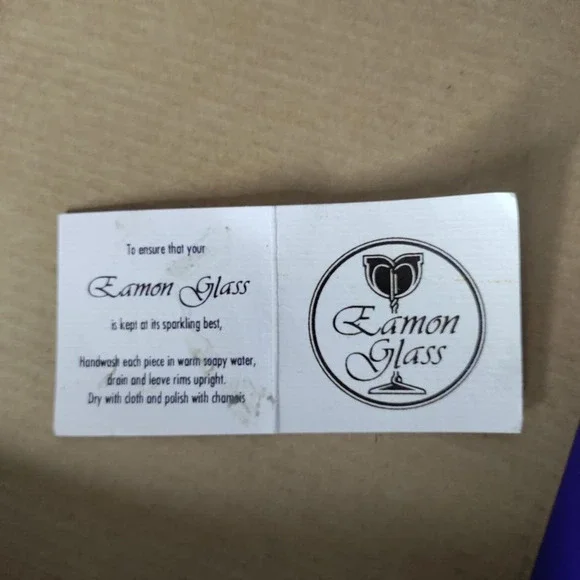 To ensure that your
Eamon Glass
is kept at its sparkling best,
Handwash each piece in warm soapy water,
drain and leave rims upright.
Dry with cloth and polish with chamois
Eamon
Glass